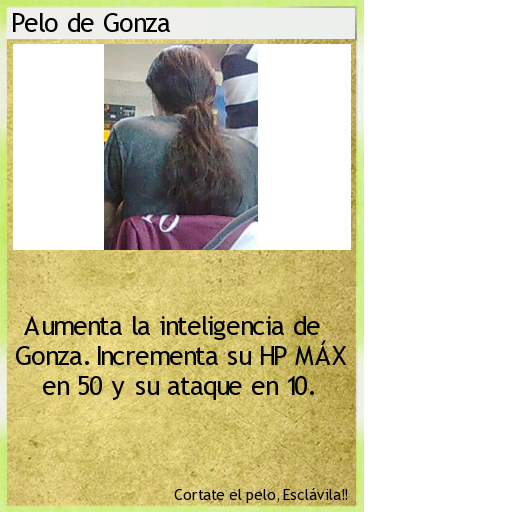 Pelo de Gonza
Aumenta la inteligencia de
Gonza. Incrementa su HP MÁX
en 50 y su ataque en 10.
Cortate el pelo, Esclávila!!